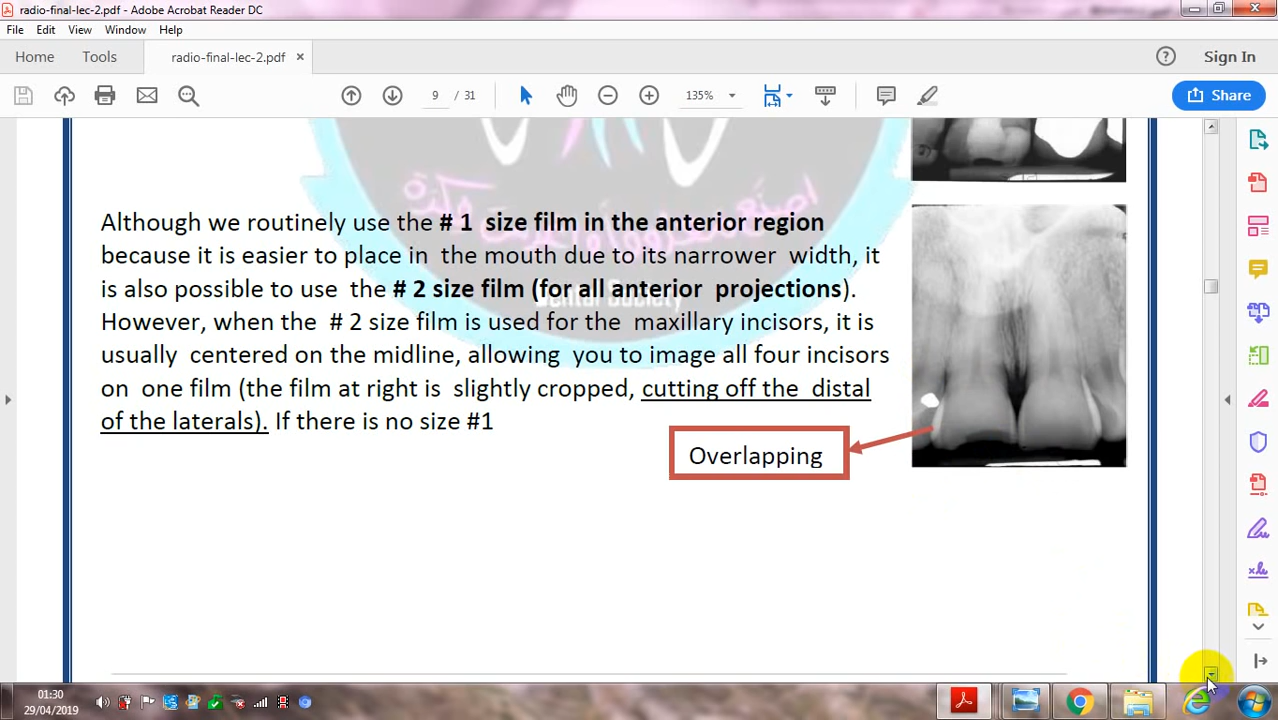 radio-final-lec-2.pdf - Adobe Acrobat Reader DC
File Edit View Window Help
Home Tools radio-final-lec-2.pdf × ? Sign In
9 / 31 135% Share
Although we routinely use the # 1 size film in the anterior region
because it is easier to place in the mouth due to its narrower width, it
is also possible to use the # 2 size film (for all anterior projections).
However, when the # 2 size film is used for the maxillary incisors, it is
usually centered on the midline, allowing you to image all four incisors
on one film (the film at right is slightly cropped, cutting off the distal
of the laterals). If there is no size #1
Overlapping
Dental Society
01:30
29/04/2019